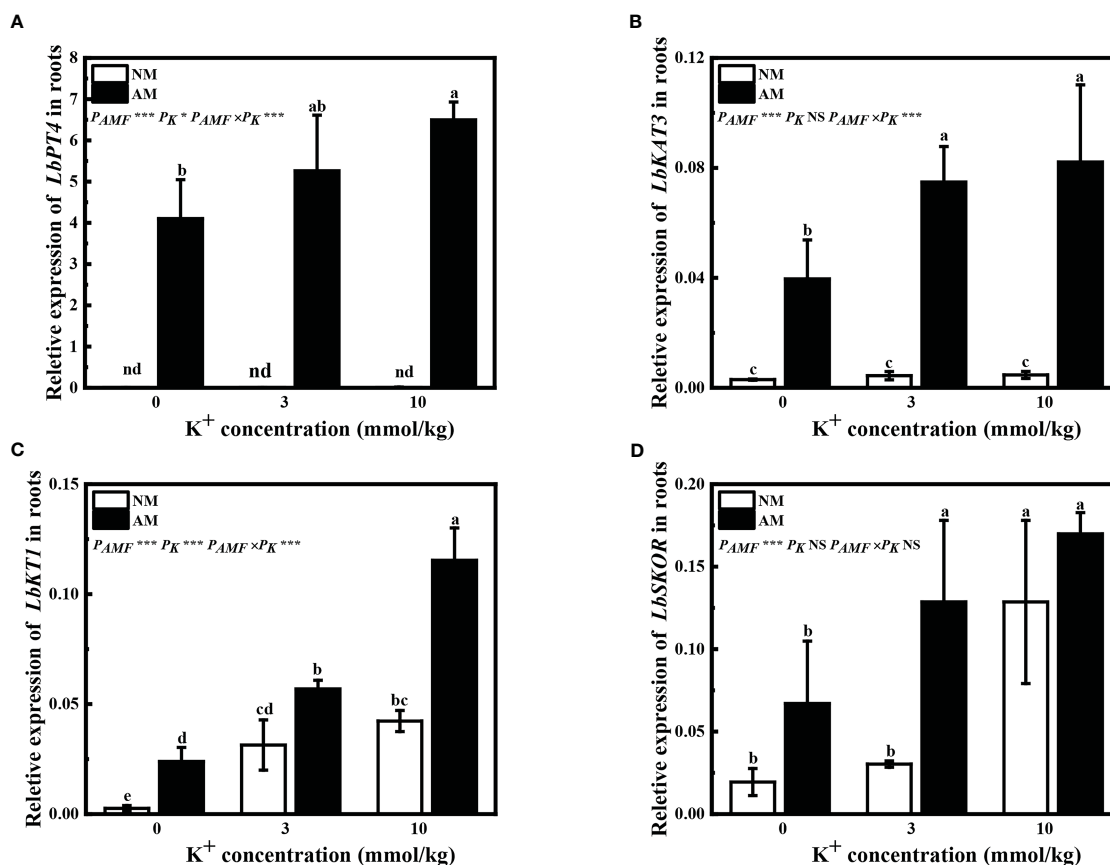 A
Reletive expression of LbPT4 in roots
8
7
6
5
4
3
2
1
0
NM
AM
PAMF *** PK * PAMF ×PK ***
nd
b
nd
ab
nd
a
0
3
10
K+ concentration (mmol/kg)
B
Reletive expression of LbKAT3 in roots
0.12
0.08
0.04
0.00
NM
AM
PAMF *** PK NS PAMF ×PK ***
c
b
c
a
c
a
0
3
10
K+ concentration (mmol/kg)
C
Reletive expression of LbKT1 in roots
0.15
0.10
0.05
0.00
NM
AM
PAMF *** PK *** PAMF ×PK ***
e
d
cd
b
bc
a
0
3
10
K+ concentration (mmol/kg)
D
Reletive expression of LbSKOR in roots
0.20
0.15
0.10
0.05
0.00
NM
AM
PAMF *** PK NS PAMF ×PK NS
b
b
b
a
a
a
0
3
10
K+ concentration (mmol/kg)